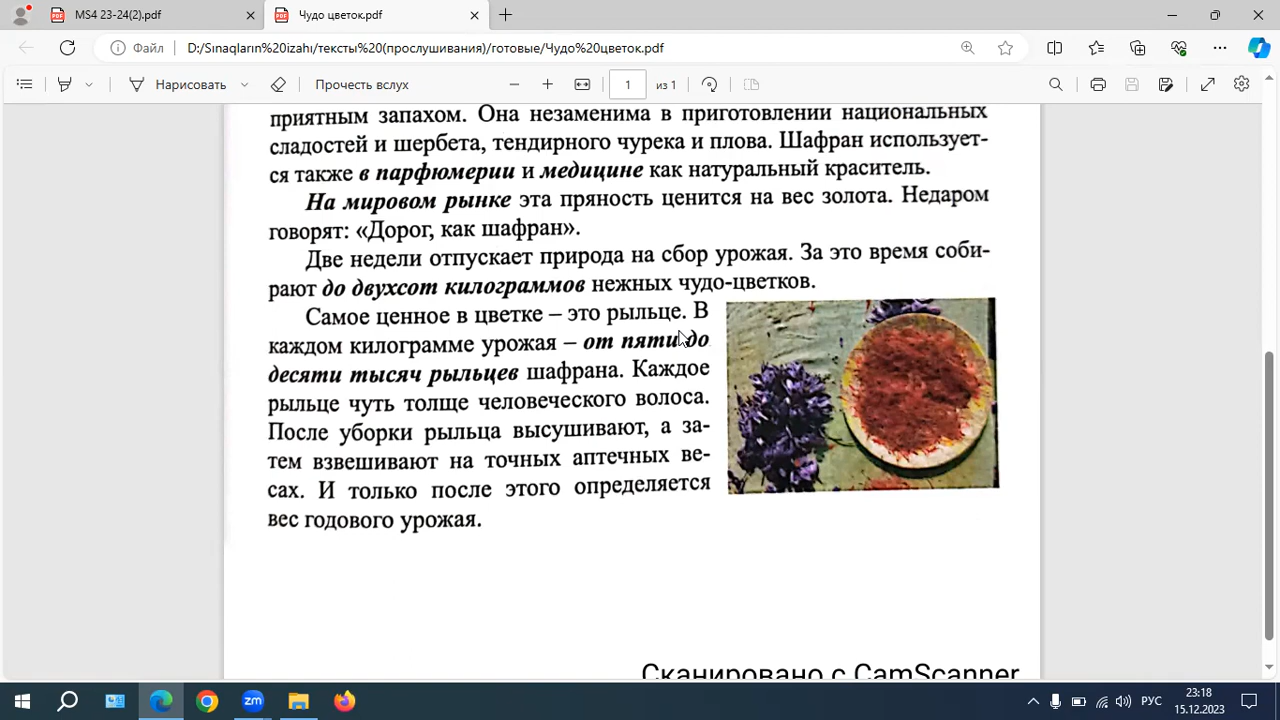 MS4 23-24(2).pdf
Чудо цветок.pdf
Файл
D:/Sınaqların%20izahı/тексты%20(прослушивания)/готовые/Чудо%20цветок.pdf
Нарисовать
Прочесть вслух
1
из 1
приятным запахом. Она незаменима в приготовлении национальных
сладостей и шербета, тендирного чурека и плова. Шафран использует-
ся также в парфюмерии и медицине как натуральный краситель.
На мировом рынке эта пряность ценится на вес золота. Недаром
говорят: «Дорог, как шафран».
Две недели отпускает природа на сбор урожая. За это время соби-
рают до двухсот килограммов нежных чудо-цветков.
Самое ценное в цветке – это рыльце. В
каждом килограмме урожая – от пяти до
десяти тысяч рыльцев шафрана. Каждое
рыльце чуть толще человеческого волоса.
После уборки рыльца высушивают, а за-
тем взвешивают на точных аптечных ве-
сах. И только после этого определяется
вес годового урожая.
Сканировано с CamScanner
zm
РУС
23:18
15.12.2023